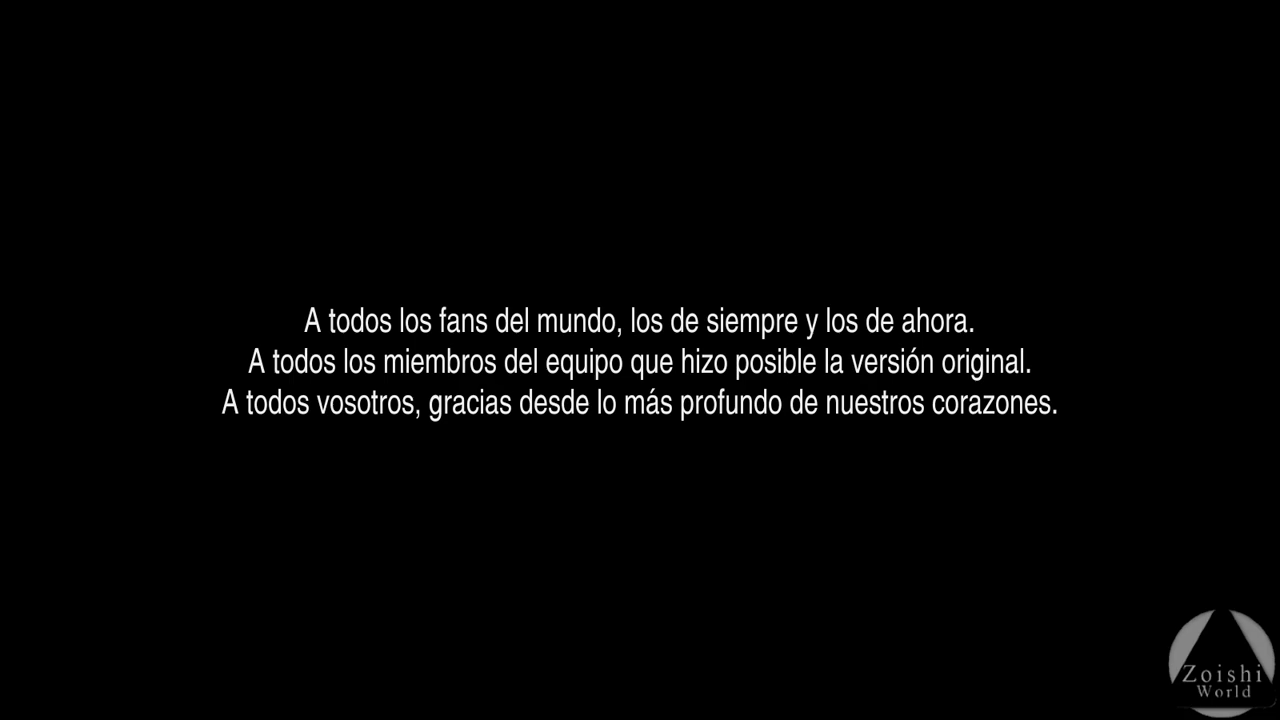 A todos los fans del mundo, los de siempre y los de ahora.
A todos los miembros del equipo que hizo posible la versión original.
A todos vosotros, gracias desde lo más profundo de nuestros corazones.
Zoishi
World